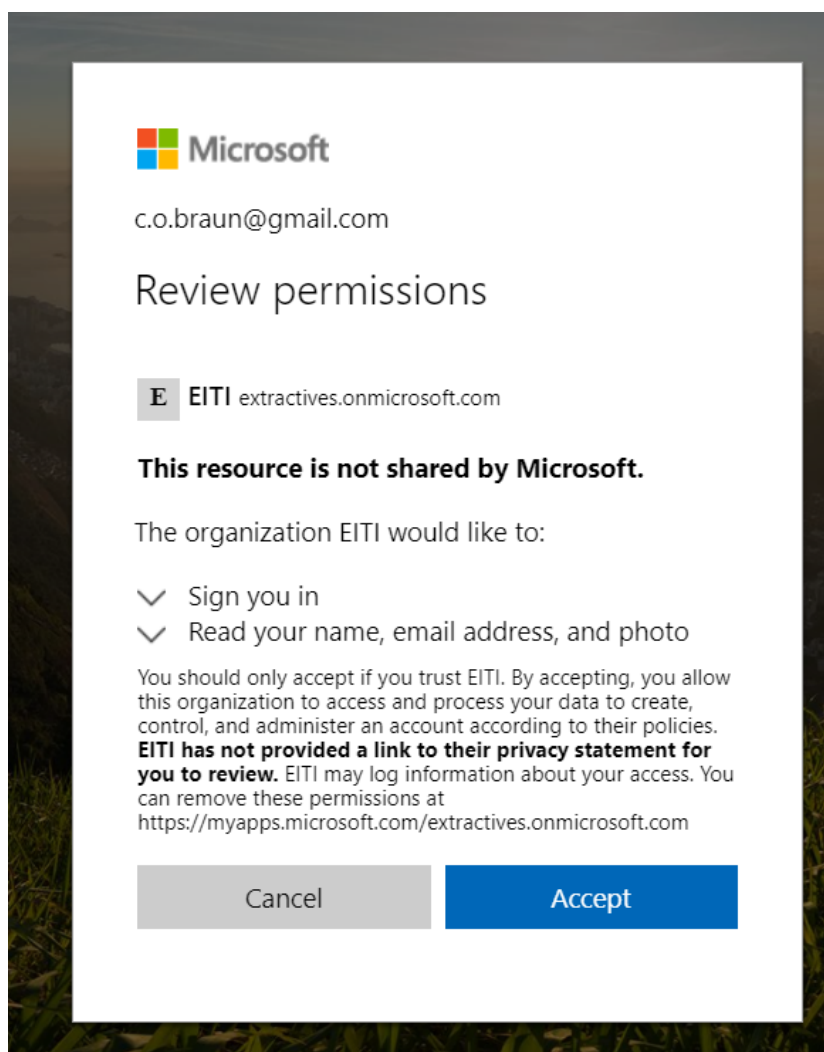 Microsoft
c.o.braun@gmail.com
Review permissions
E EITI extractives.onmicrosoft.com
This resource is not shared by Microsoft.
The organization EITI would like to:
Sign you in
Read your name, email address, and photo
You should only accept if you trust EITI. By accepting, you allow
this organization to access and process your data to create,
control, and administer an account according to their policies.
EITI has not provided a link to their privacy statement for
you to review. EITI may log information about your access. You
can remove these permissions at
https://myapps.microsoft.com/extractives.onmicrosoft.com
Cancel Accept